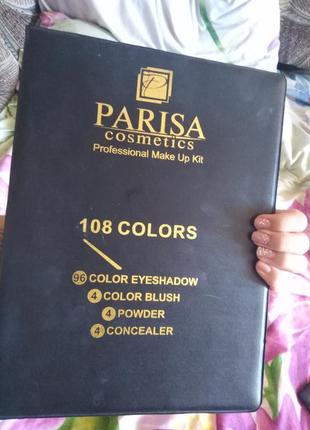 P
PARISA
cosmetics
Professional Make Up Kit
108 COLORS
96 COLOR EYESHADOW
4 COLOR BLUSH
4 POWDER
4 CONCEALER